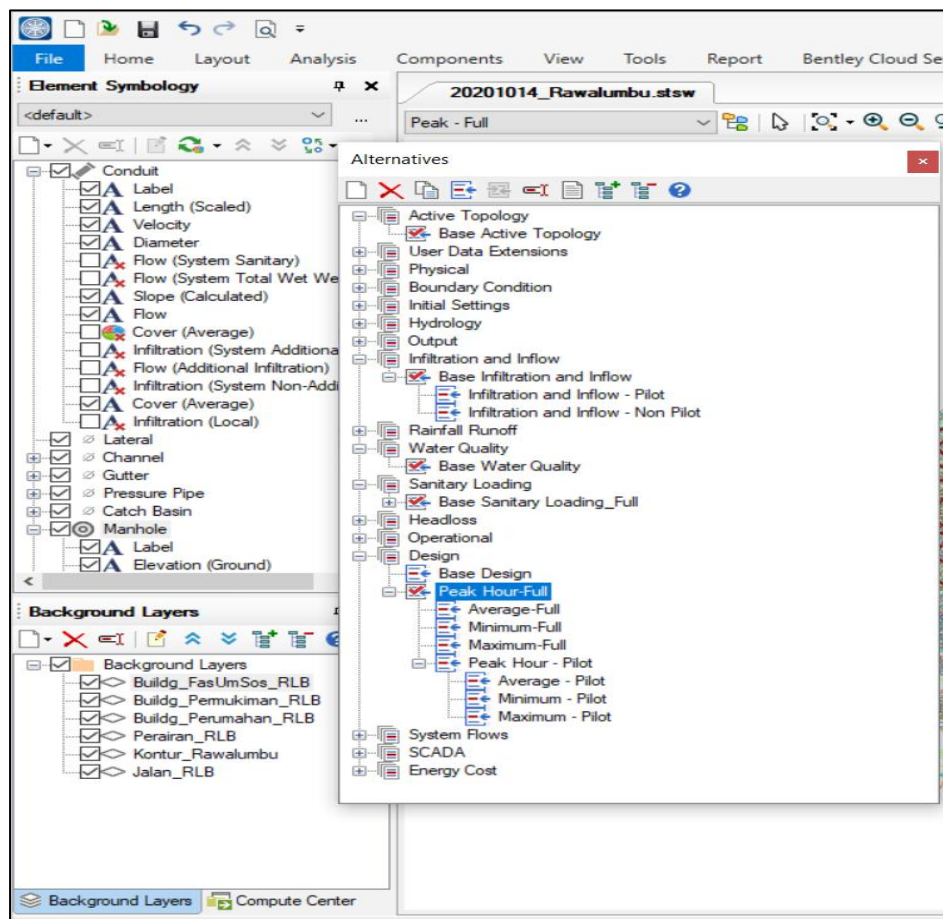 File Home Layout Analysis Components View Tools Report Bentley Cloud Se
Element Symbology
<default>
...
20201014_Rawalumbu.stsw
Peak - Full
Conduit
Label
Length (Scaled)
Velocity
Diameter
Flow (System Sanitary)
Flow (System Total Wet We
Slope (Calculated)
Flow
Cover (Average)
Infiltration (System Additiona
Flow (Additional Infiltration)
Infiltration (System Non-Addi
Cover (Average)
Infiltration (Local)
Lateral
Channel
Gutter
Pressure Pipe
Catch Basin
Manhole
Label
Elevation (Ground)
Alternatives
Active Topology
Base Active Topology
User Data Extensions
Physical
Boundary Condition
Initial Settings
Hydrology
Output
Infiltration and Inflow
Base Infiltration and Inflow
Infiltration and Inflow - Pilot
Infiltration and Inflow - Non Pilot
Rainfall Runoff
Water Quality
Base Water Quality
Sanitary Loading
Base Sanitary Loading_Full
Headloss
Operational
Design
Base Design
Peak Hour-Full
Average-Full
Minimum-Full
Maximum-Full
Peak Hour - Pilot
Average - Pilot
Minimum - Pilot
Maximum - Pilot
System Flows
SCADA
Energy Cost
Background Layers
Background Layers
Buildg_FasUmSos_RLB
Buildg_Permukiman_RLB
Buildg_Perumahan_RLB
Perairan_RLB
Kontur_Rawalumbu
Jalan_RLB
Background Layers Compute Center